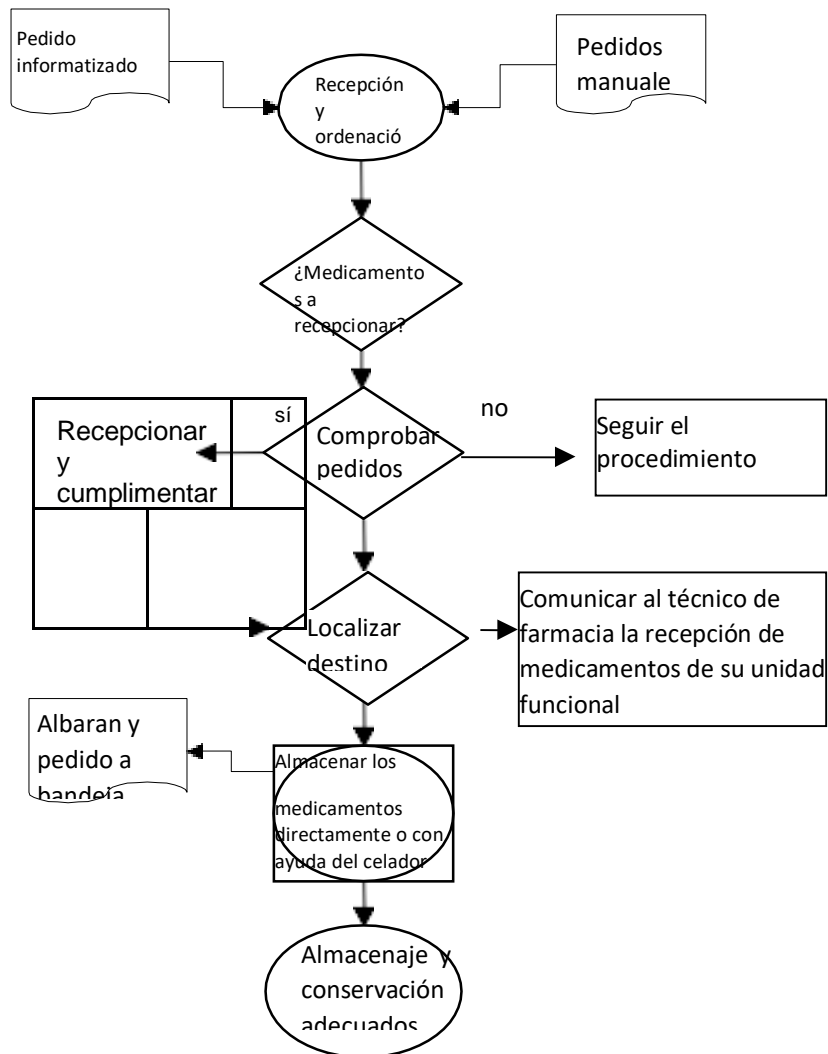 Pedido
informatizado
Pedidos
manuale
Recepción
y
ordenació
¿Medicamento
s a
recepcionar?
sí
no
Recepcionar
y
cumplimentar
Comprobar
pedidos
Seguir el
procedimiento
Localizar
destino
Comunicar al técnico de
farmacia la recepción de
medicamentos de su unidad
funcional
Albaran y
pedido a
bandeja
Almacenar los
medicamentos
directamente o con
ayuda del celador
Almacenaje y
conservación
adecuados